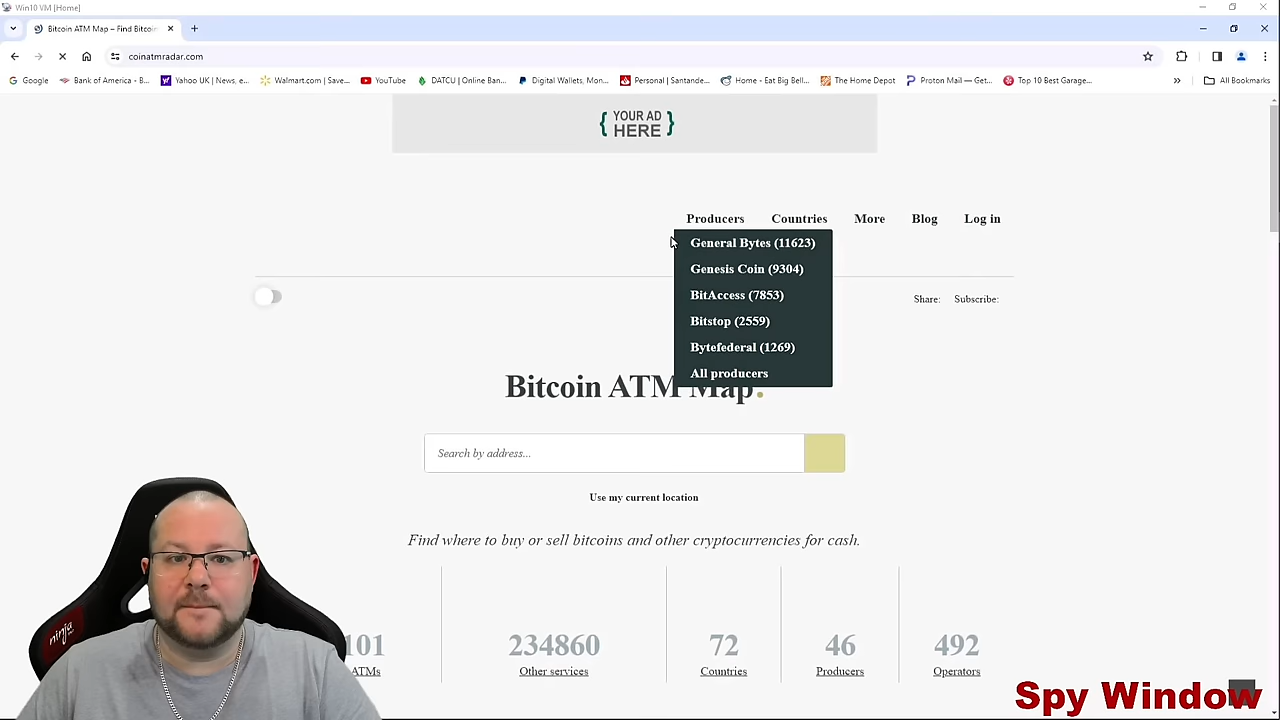 Win10 VM [Home]
Bitcoin ATM Map – Find Bitcoin
coinatmradar.com
Google
Bank of America - B...
Yahoo UK | News, e...
Walmart.com | Save...
YouTube
DATCU | Online Ban...
Digital Wallets, Mon...
Personal | Santande...
Home - Eat Big Bell...
The Home Depot
Proton Mail — Get...
Top 10 Best Garage...
» All Bookmarks
{ YOUR AD HERE }
Producers Countries More Blog Log in
General Bytes (11623)
Genesis Coin (9304)
BitAccess (7853)
Bitstop (2559)
Bytefederal (1269)
All producers
Share: Subscribe:
Bitcoin ATM Map.
Search by address...
Use my current location
Find where to buy or sell bitcoins and other cryptocurrencies for cash.
101 234860 72 46 492
ATMs Other services Countries Producers Operators
ninja
Spy Window